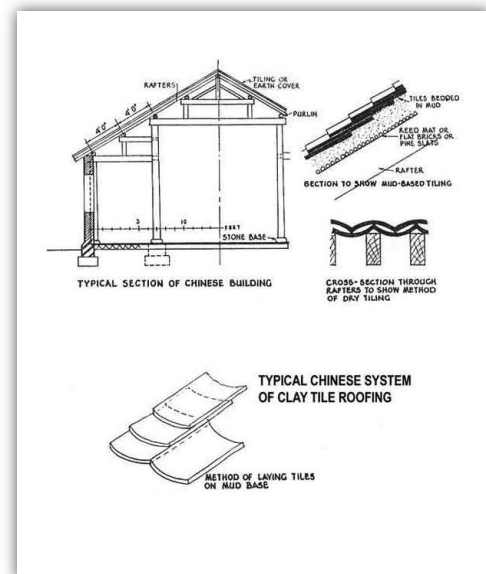 RAFTERS
TILING OR
EARTH COVER
PURLIN
4'0"
4'0"
5
10
FEET
STONE BASE
TYPICAL SECTION OF CHINESE BUILDING
TILES BEDDED
IN MUD
REED MAT OR
FLAT BRICKS OR
PINE SLATS
RAFTER
SECTION TO SHOW MUD-BASED TILING
CROSS-SECTION THROUGH
RAFTERS TO SHOW METHOD
OF DRY TILING
TYPICAL CHINESE SYSTEM
OF CLAY TILE ROOFING
METHOD OF LAYING TILES
ON MUD BASE